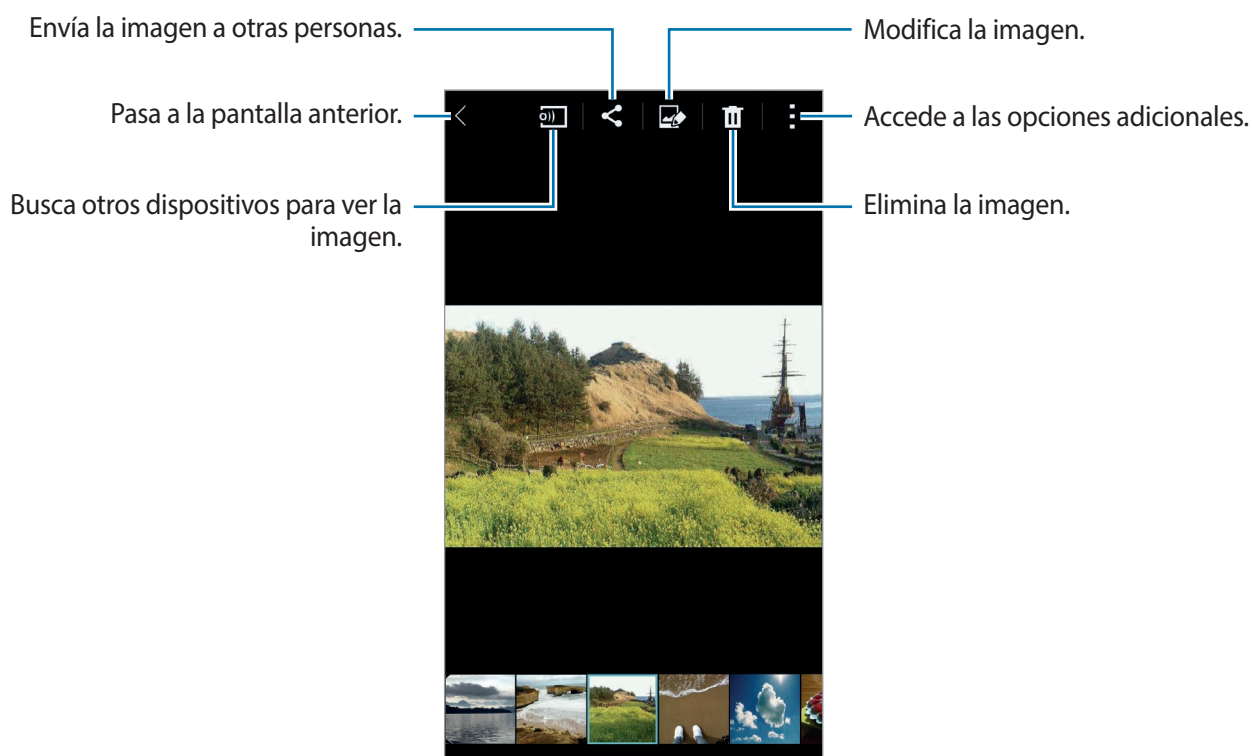 Envía la imagen a otras personas.
Modifica la imagen.
Pasa a la pantalla anterior.
Accede a las opciones adicionales.
Busca otros dispositivos para ver la
imagen.
Elimina la imagen.